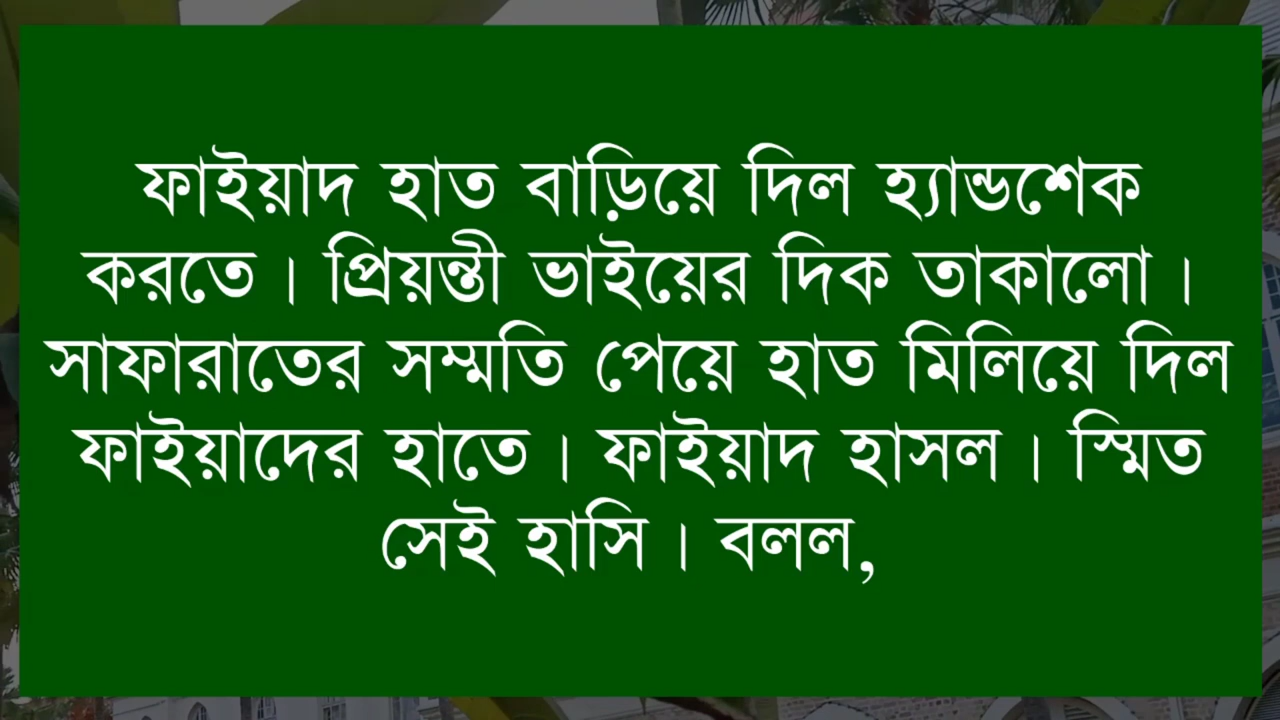 ফাইয়াদ হাত বাড়িয়ে দিল হ্যান্ডশেক
করতে। প্রিয়ন্তী ভাইয়ের দিক তাকালো।
সাফারাতের সম্মতি পেয়ে হাত মিলিয়ে দিল
ফাইয়াদের হাতে। ফাইয়াদ হাসল। স্মিত
সেই হাসি। বলল,